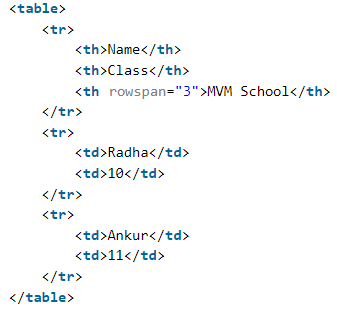 <table>
    <tr>
        <th>Name</th>
        <th>Class</th>
        <th rowspan="3">MVM School</th>
    </tr>
    <tr>
        <td>Radha</td>
        <td>10</td>
    </tr>
    <tr>
        <td>Ankur</td>
        <td>11</td>
    </tr>
</table>